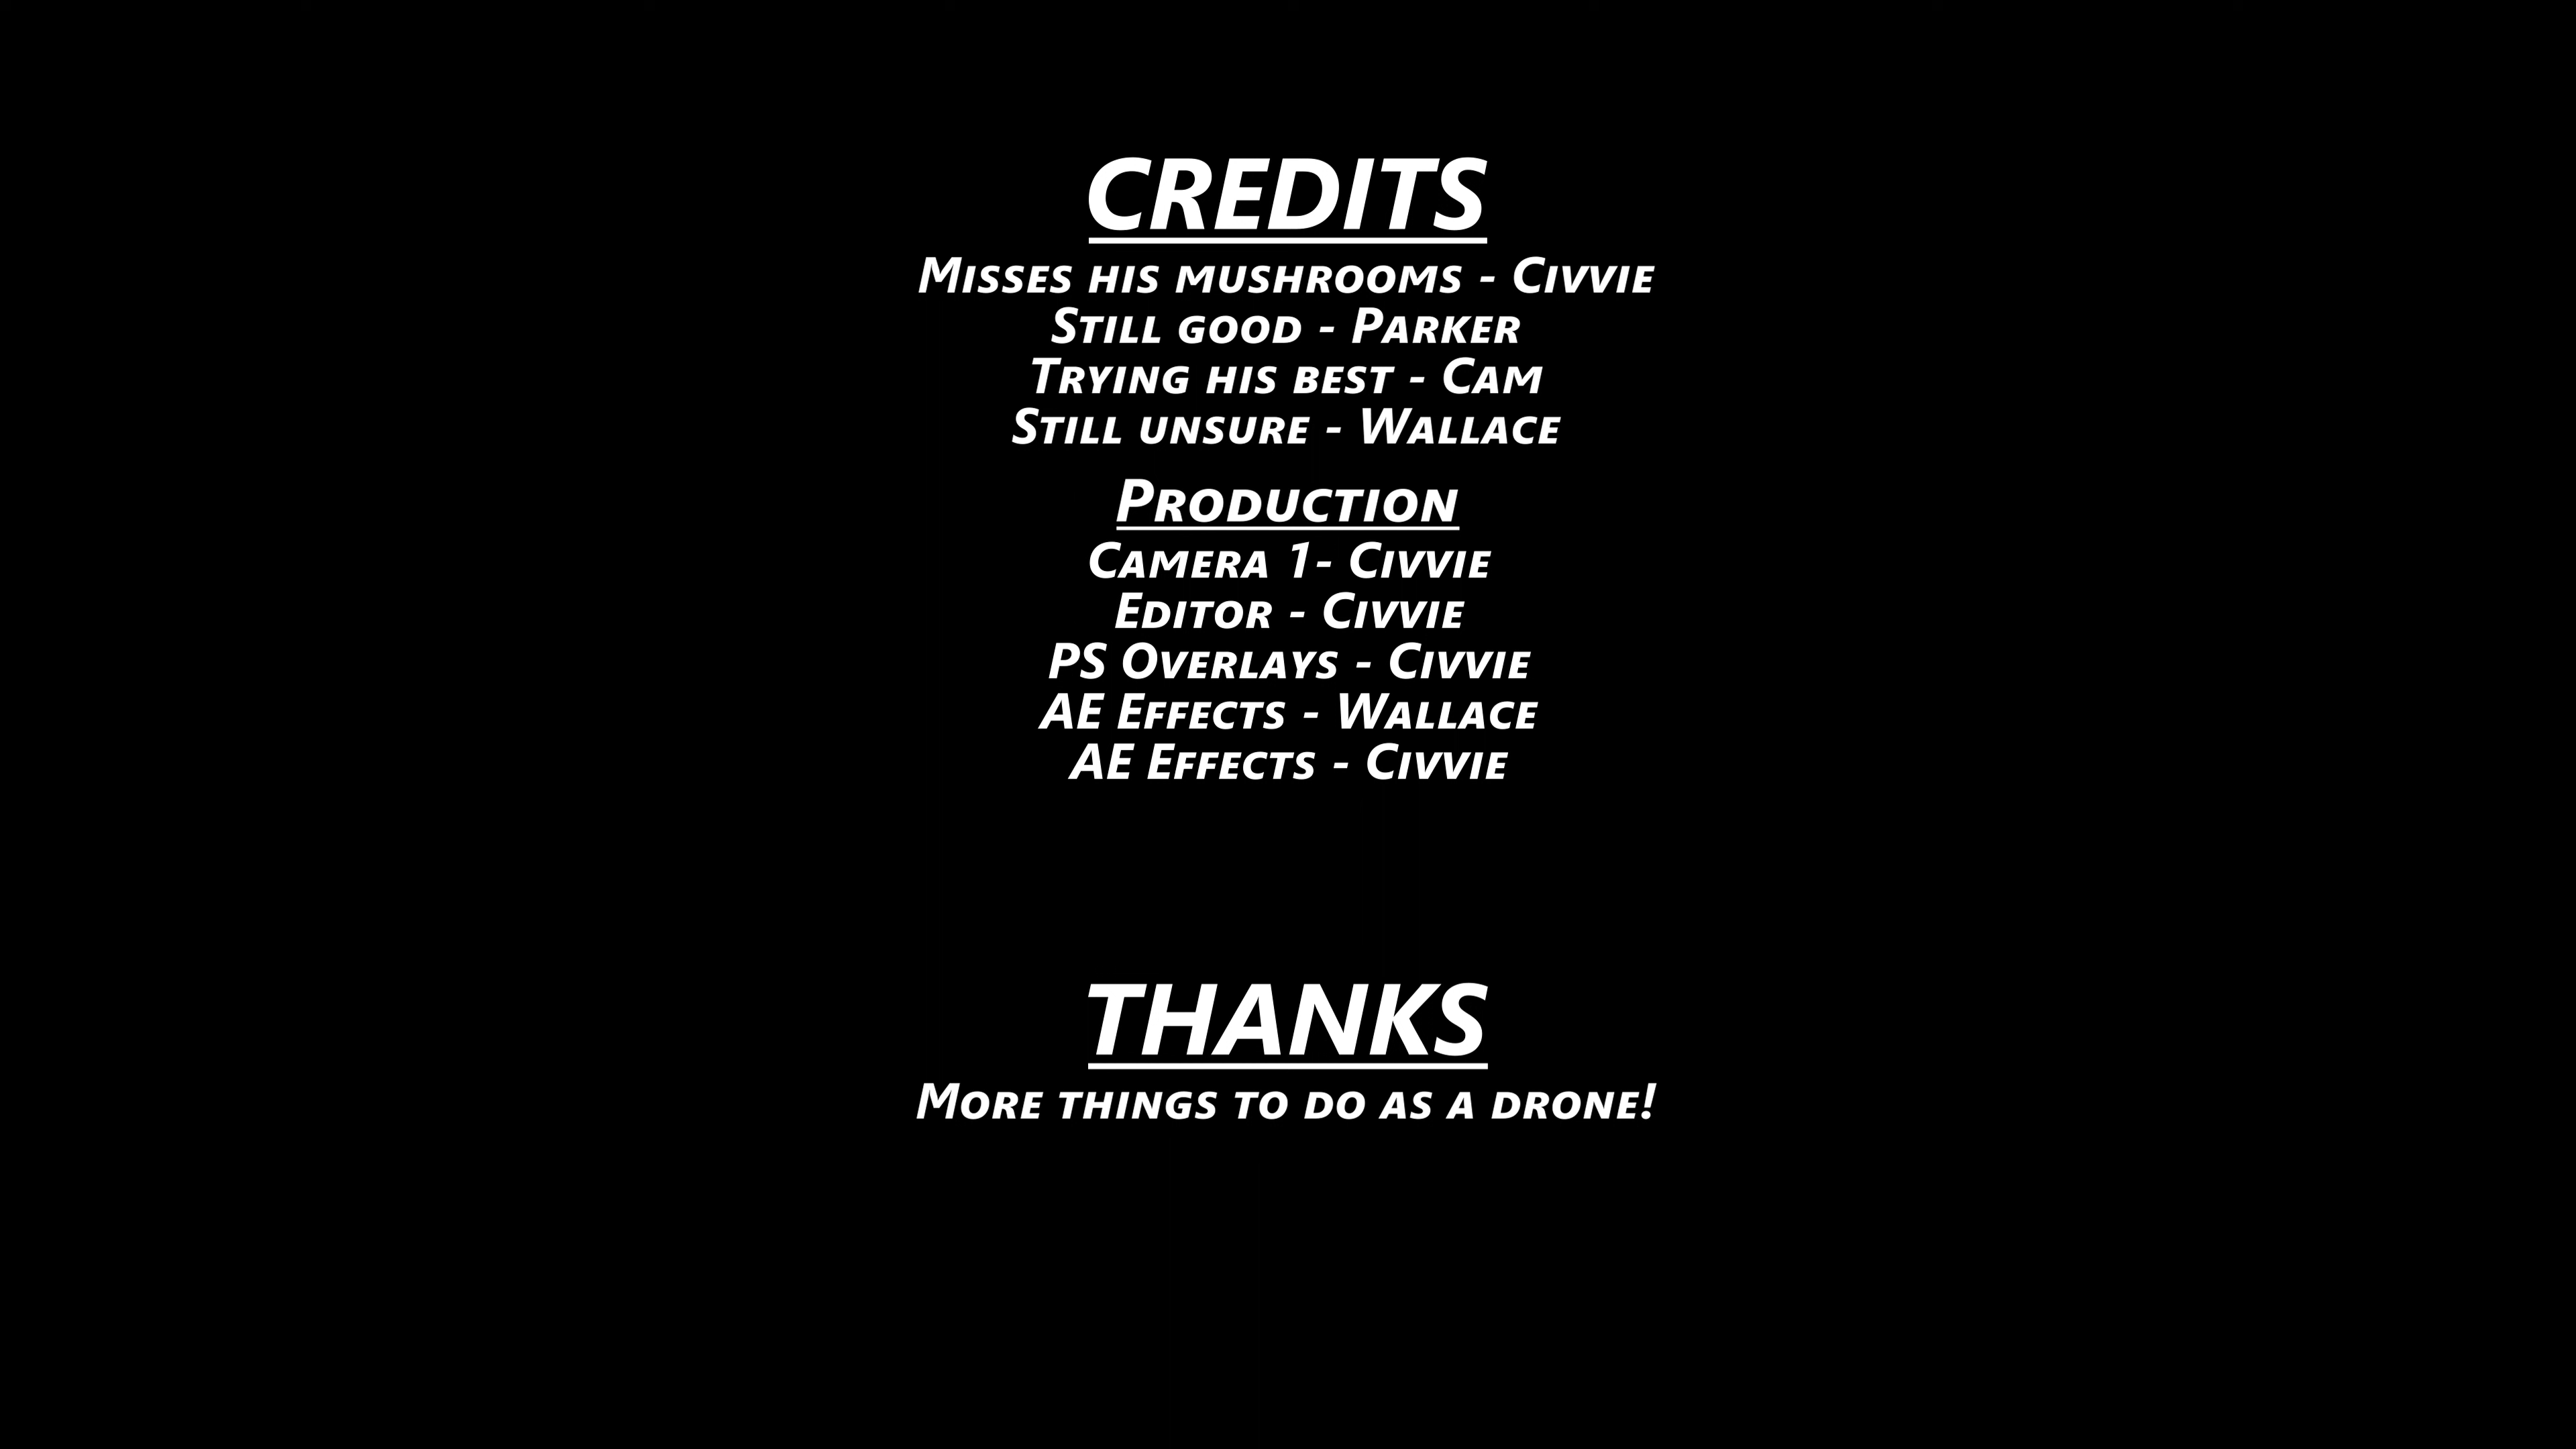 CREDITS
Misses his mushrooms - Civvie
Still good - Parker
Trying his best - Cam
Still unsure - Wallace
Production
Camera 1- Civvie
Editor - Civvie
PS Overlays - Civvie
AE Effects - Wallace
AE Effects - Civvie
THANKS
More things to do as a drone!